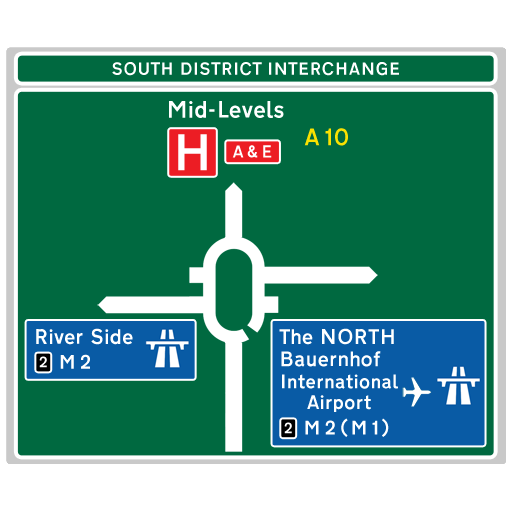 SOUTH DISTRICT INTERCHANGE
Mid-Levels
H A & E
A 10
River Side
2 M 2
The NORTH
Bauernhof
International
Airport
2 M 2 (M 1)